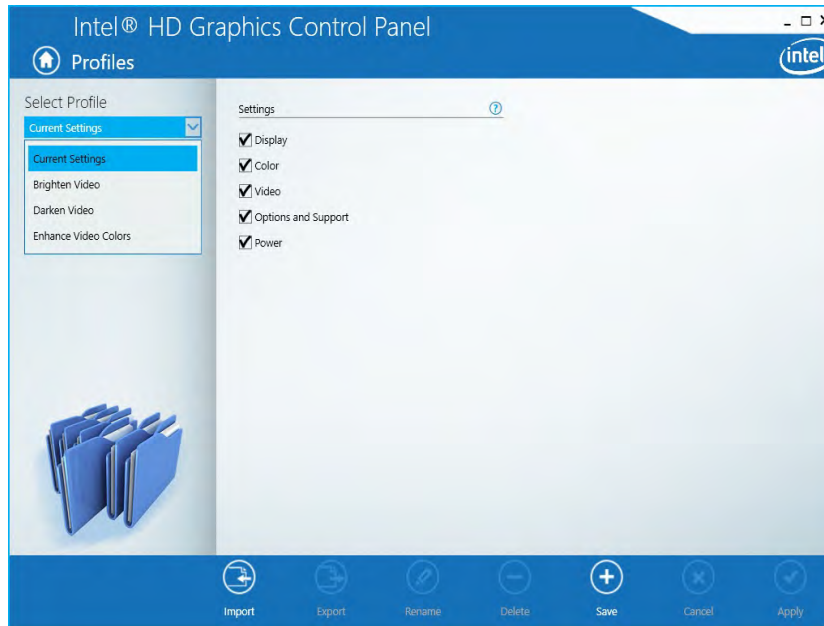 Intel® HD Graphics Control Panel
Profiles
intel
Select Profile
Current Settings
Current Settings
Brighten Video
Darken Video
Enhance Video Colors
Settings
?
Display
Color
Video
Options and Support
Power
Import
Export
Rename
Delete
Save
Cancel
Apply